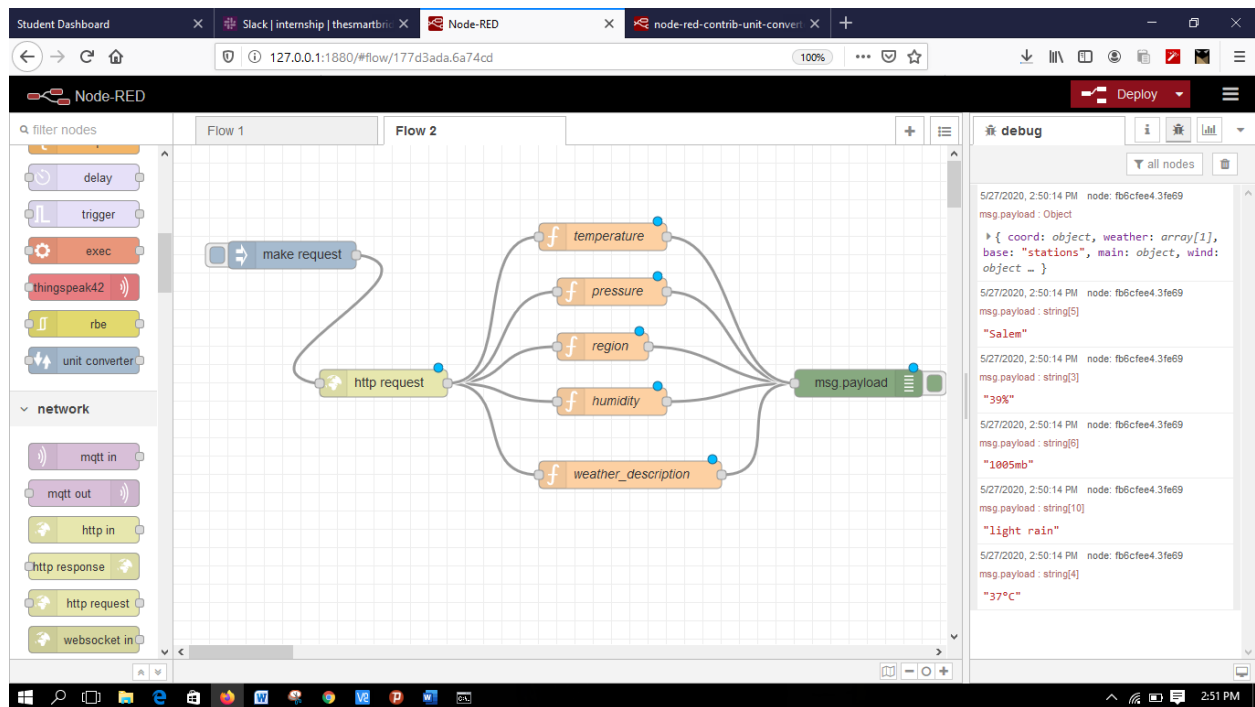 Student Dashboard
Slack | internship | thesmartbri
Node-RED
node-red-contrib-unit-convert
127.0.0.1:1880/#flow/177d3ada.6a74cd
100%
Node-RED
Deploy
filter nodes
delay
trigger
exec
thingspeak42
rbe
unit converter
network
mqtt in
mqtt out
http in
http response
http request
websocket in
Flow 1
Flow 2
make request
http request
temperature
pressure
region
humidity
weather_description
msg.payload
debug
i
all nodes
5/27/2020, 2:50:14 PM node: fb6cfee4.3fe69
msg.payload : Object
{ coord: object, weather: array[1],
base: "stations", main: object, wind:
object … }
5/27/2020, 2:50:14 PM node: fb6cfee4.3fe69
msg.payload : string[5]
"Salem"
5/27/2020, 2:50:14 PM node: fb6cfee4.3fe69
msg.payload : string[3]
"39%"
5/27/2020, 2:50:14 PM node: fb6cfee4.3fe69
msg.payload : string[6]
"1005mb"
5/27/2020, 2:50:14 PM node: fb6cfee4.3fe69
msg.payload : string[10]
"light rain"
5/27/2020, 2:50:14 PM node: fb6cfee4.3fe69
msg.payload : string[4]
"37°C"
2:51 PM